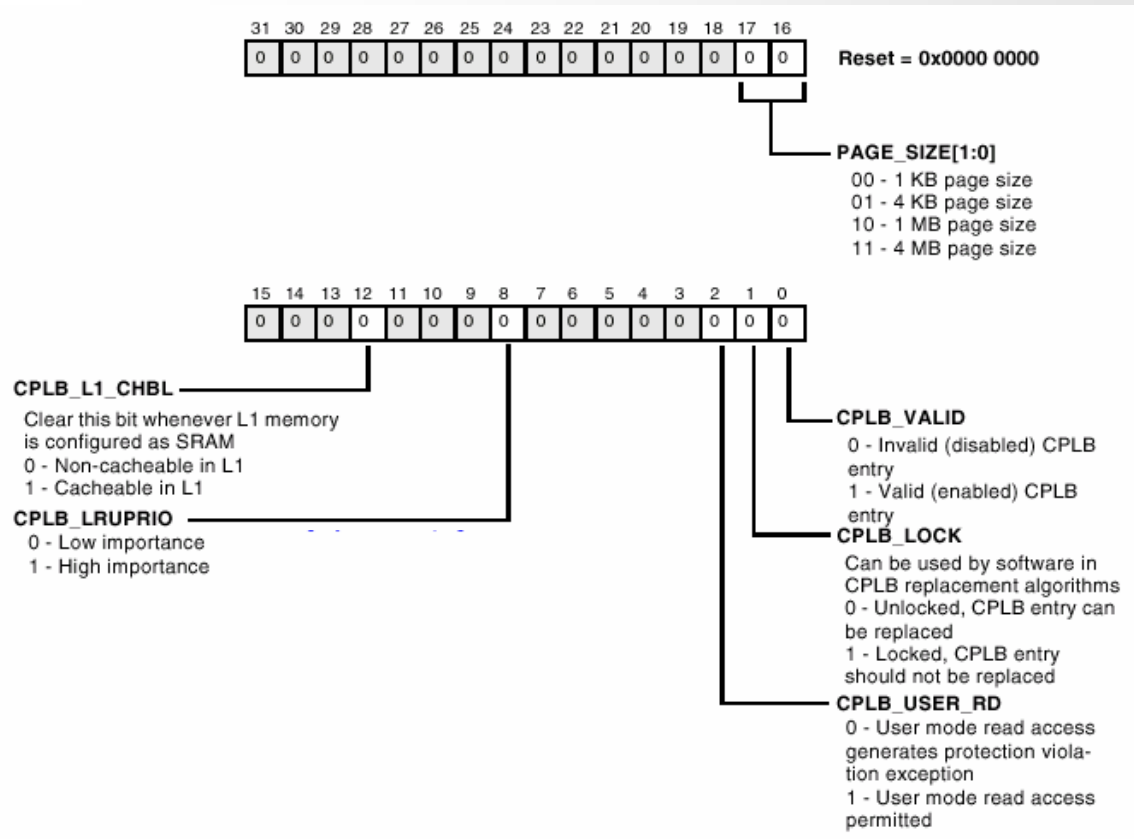 31 30 29 28 27 26 25 24 23 22 21 20 19 18 17 16
0 0 0 0 0 0 0 0 0 0 0 0 0 0 0 0
Reset = 0x0000 0000
PAGE_SIZE[1:0]
00 - 1 KB page size
01 - 4 KB page size
10 - 1 MB page size
11 - 4 MB page size
15 14 13 12 11 10 9 8 7 6 5 4 3 2 1 0
0 0 0 0 0 0 0 0 0 0 0 0 0 0 0 0
CPLB_L1_CHBL
Clear this bit whenever L1 memory
is configured as SRAM
0 - Non-cacheable in L1
1 - Cacheable in L1
CPLB_LRUPRIO
0 - Low importance
1 - High importance
CPLB_VALID
0 - Invalid (disabled) CPLB
entry
1 - Valid (enabled) CPLB
entry
CPLB_LOCK
Can be used by software in
CPLB replacement algorithms
0 - Unlocked, CPLB entry can
be replaced
1 - Locked, CPLB entry
should not be replaced
CPLB_USER_RD
0 - User mode read access
generates protection viola-
tion exception
1 - User mode read access
permitted